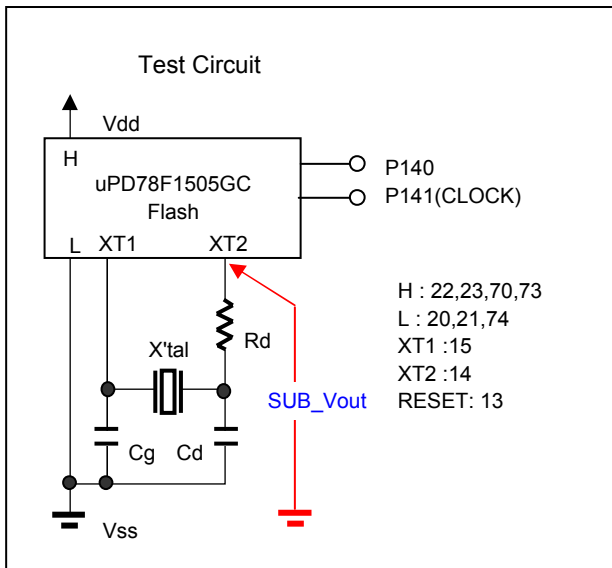 Test Circuit
Vdd
H
uPD78F1505GC
Flash
P140
P141(CLOCK)
L XT1 XT2
H : 22,23,70,73
L : 20,21,74
XT1 :15
XT2 :14
RESET: 13
X'tal
Rd
SUB_Vout
Cg
Cd
Vss